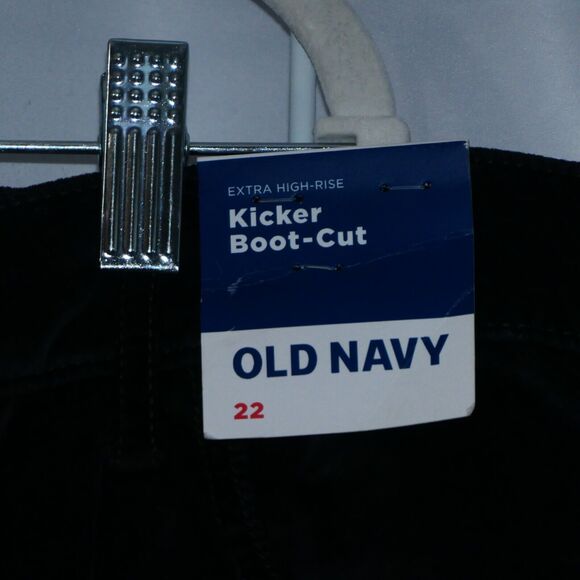 EXTRA HIGH-RISE
Kicker
Boot-Cut
OLD NAVY
22